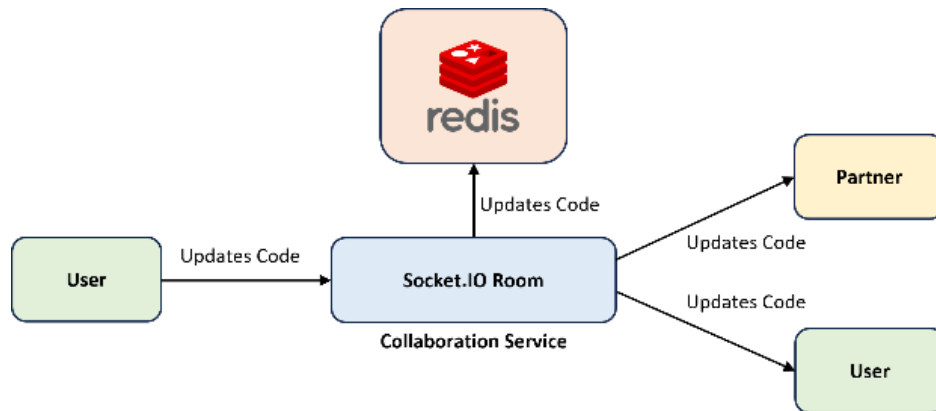 redis
Updates Code
Partner
Updates Code
Updates Code
User
Socket.IO Room
Updates Code
Collaboration Service
User